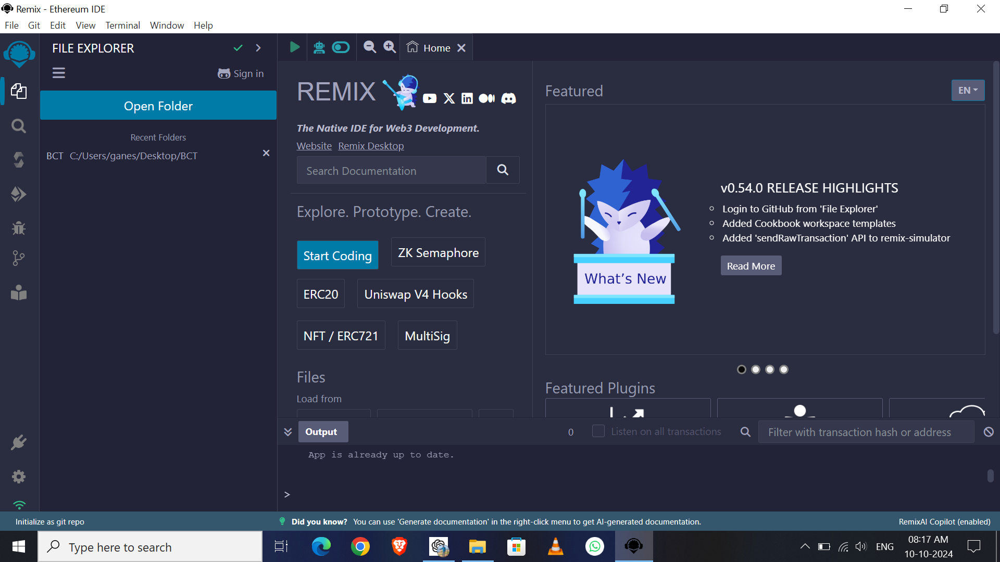 Remix - Ethereum IDE
File Git Edit View Terminal Window Help
FILE EXPLORER
Sign in
Open Folder
Recent Folders
BCT C:/Users/ganes/Desktop/BCT
Home
REMIX
The Native IDE for Web3 Development.
Website Remix Desktop
Search Documentation
Explore. Prototype. Create.
Start Coding
ZK Semaphore
ERC20
Uniswap V4 Hooks
NFT / ERC721
MultiSig
Files
Load from
Featured
EN
What's New
v0.54.0 RELEASE HIGHLIGHTS
Login to GitHub from 'File Explorer'
Added Cookbook workspace templates
Added 'sendRawTransaction' API to remix-simulator
Read More
Featured Plugins
Output
0
Listen on all transactions
Filter with transaction hash or address
App is already up to date.
>
Initialize as git repo
Did you know? You can use 'Generate documentation' in the right-click menu to get AI-generated documentation.
RemixAI Copilot (enabled)
Type here to search
ENG
08:17 AM
10-10-2024